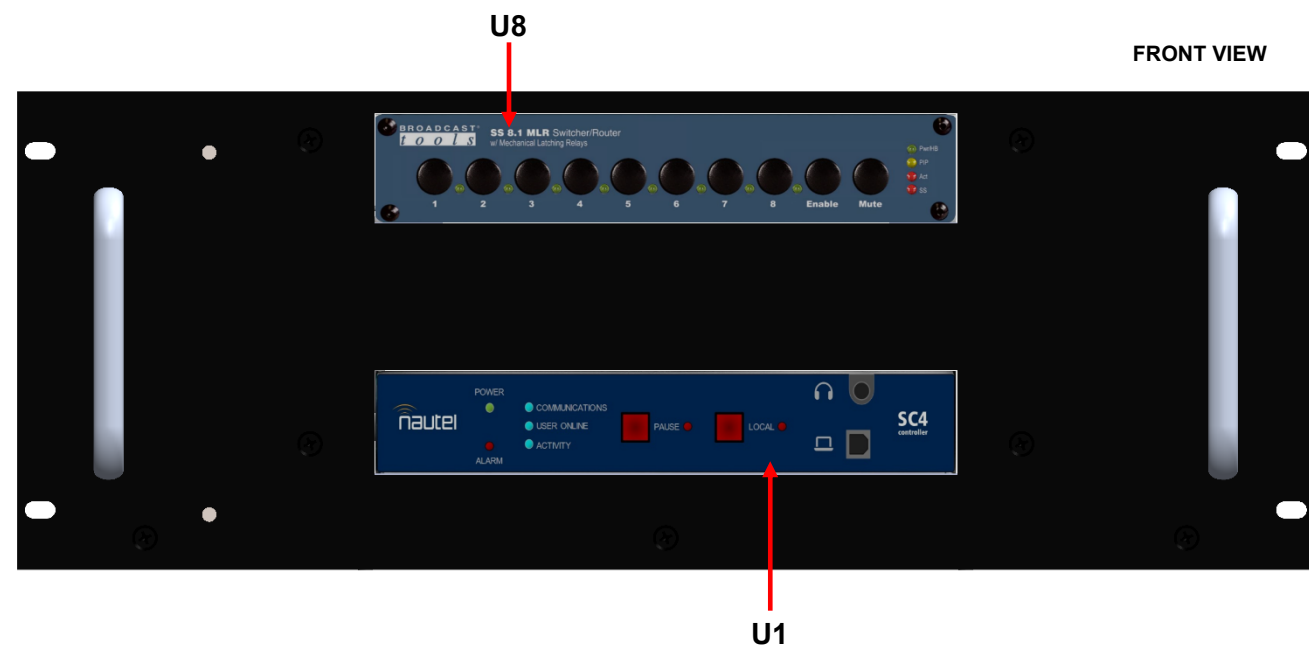 U8
FRONT VIEW
BROADCAST
tools
SS 8.1 MLR Switcher/Router
w/ Mechanical Latching Relays
Pwr/HB
PIP
Act
SS
1 2 3 4 5 6 7 8 Enable Mute
POWER
COMMUNICATIONS
nautel
USER ONLINE
PAUSE
LOCAL
SC4
controller
ACTIVITY
ALARM
U1